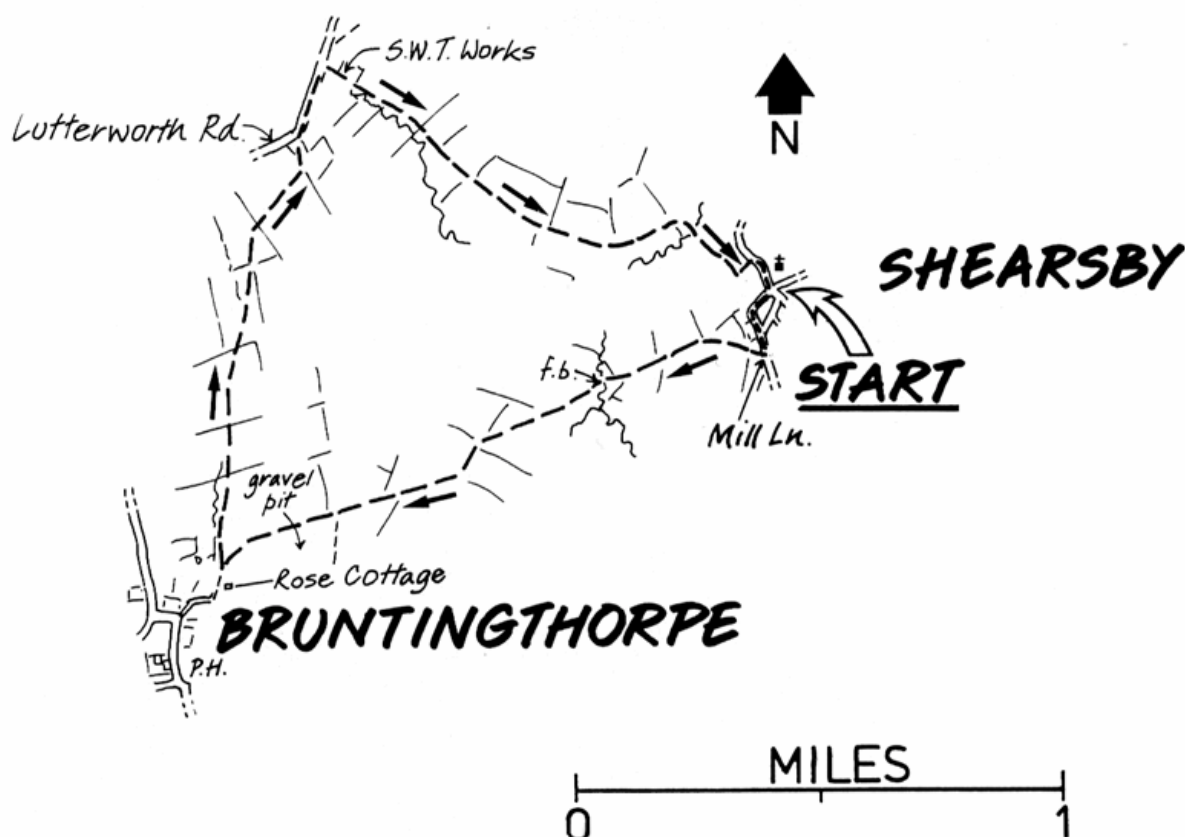 S.W.T. Works
Lutterworth Rd.
N
SHEARSBY
START
f.b.
Mill Ln.
gravel
pit
Rose Cottage
BRUNTINGTHORPE
P.H.
MILES
0 1